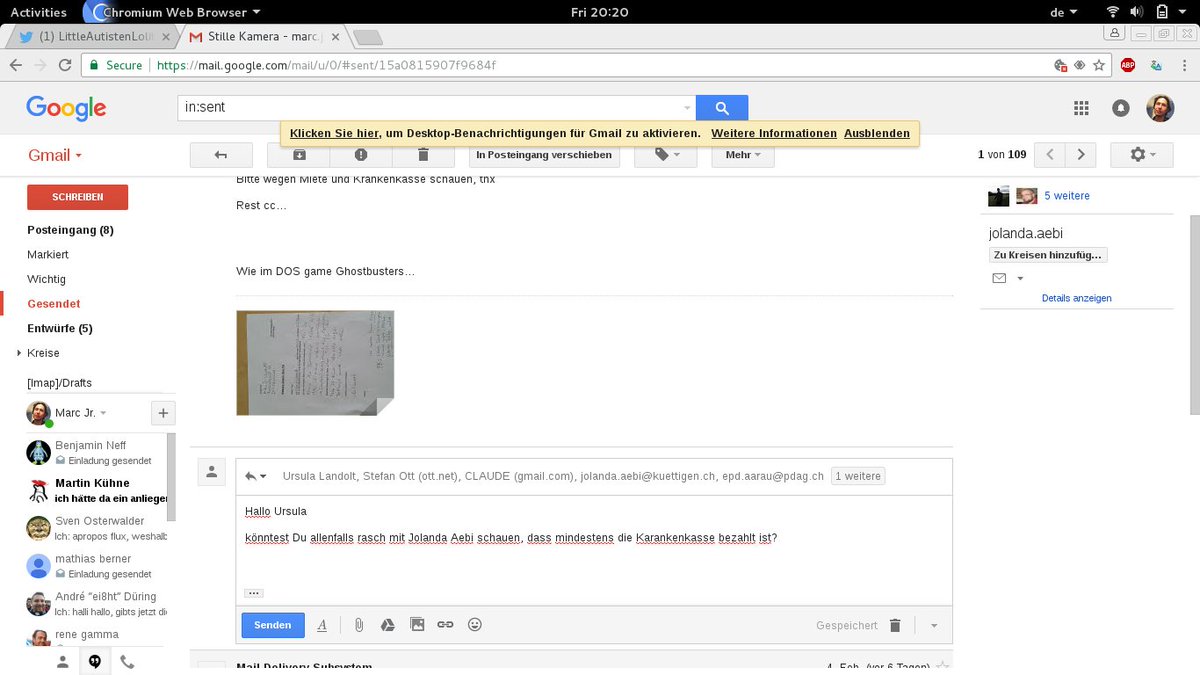 Activities Chromium Web Browser Fri 20:20 de
(1) LittleAutistenLou Stille Kamera - marc.
Secure https://mail.google.com/mail/u/0/#sent/15a0815907f9684f ABP
Google in:sent
Klicken Sie hier, um Desktop-Benachrichtigungen für Gmail zu aktivieren. Weitere Informationen Ausblenden
Gmail In Posteingang verschieben Mehr 1 von 109
Bitte wegen Miete und Krankenkasse schauen, thx
SCHREIBEN 5 weitere
Rest cc...
Posteingang (8) jolanda.aebi
Markiert Zu Kreisen hinzufüg...
Wichtig Wie im DOS game Ghostbusters...
Gesendet Details anzeigen
Entwürfe (5)
Kreise
[Imap]/Drafts
Marc Jr.
Benjamin Neff
Einladung gesendet
Martin Kühne
ich hätte da ein anlieger
Sven Osterwalder
Ich: apropos flux, weshalb
mathias berner
Einladung gesendet
André "ei8ht" Düring
Ich: halli hallo, gibts jetzt di
rene gamma
Ursula Landolt, Stefan Ott (ott.net), CLAUDE (gmail.com), jolanda.aebi@kuettigen.ch, epd.aarau@pdag.ch 1 weitere
Hallo Ursula
könntest Du allenfalls rasch mit Jolanda Aebi schauen, dass mindestens die Karankenkasse bezahlt ist?
...
Senden Gespeichert
Mail Delivery Subsystem 4. Feb. (vor 6 Tagen)